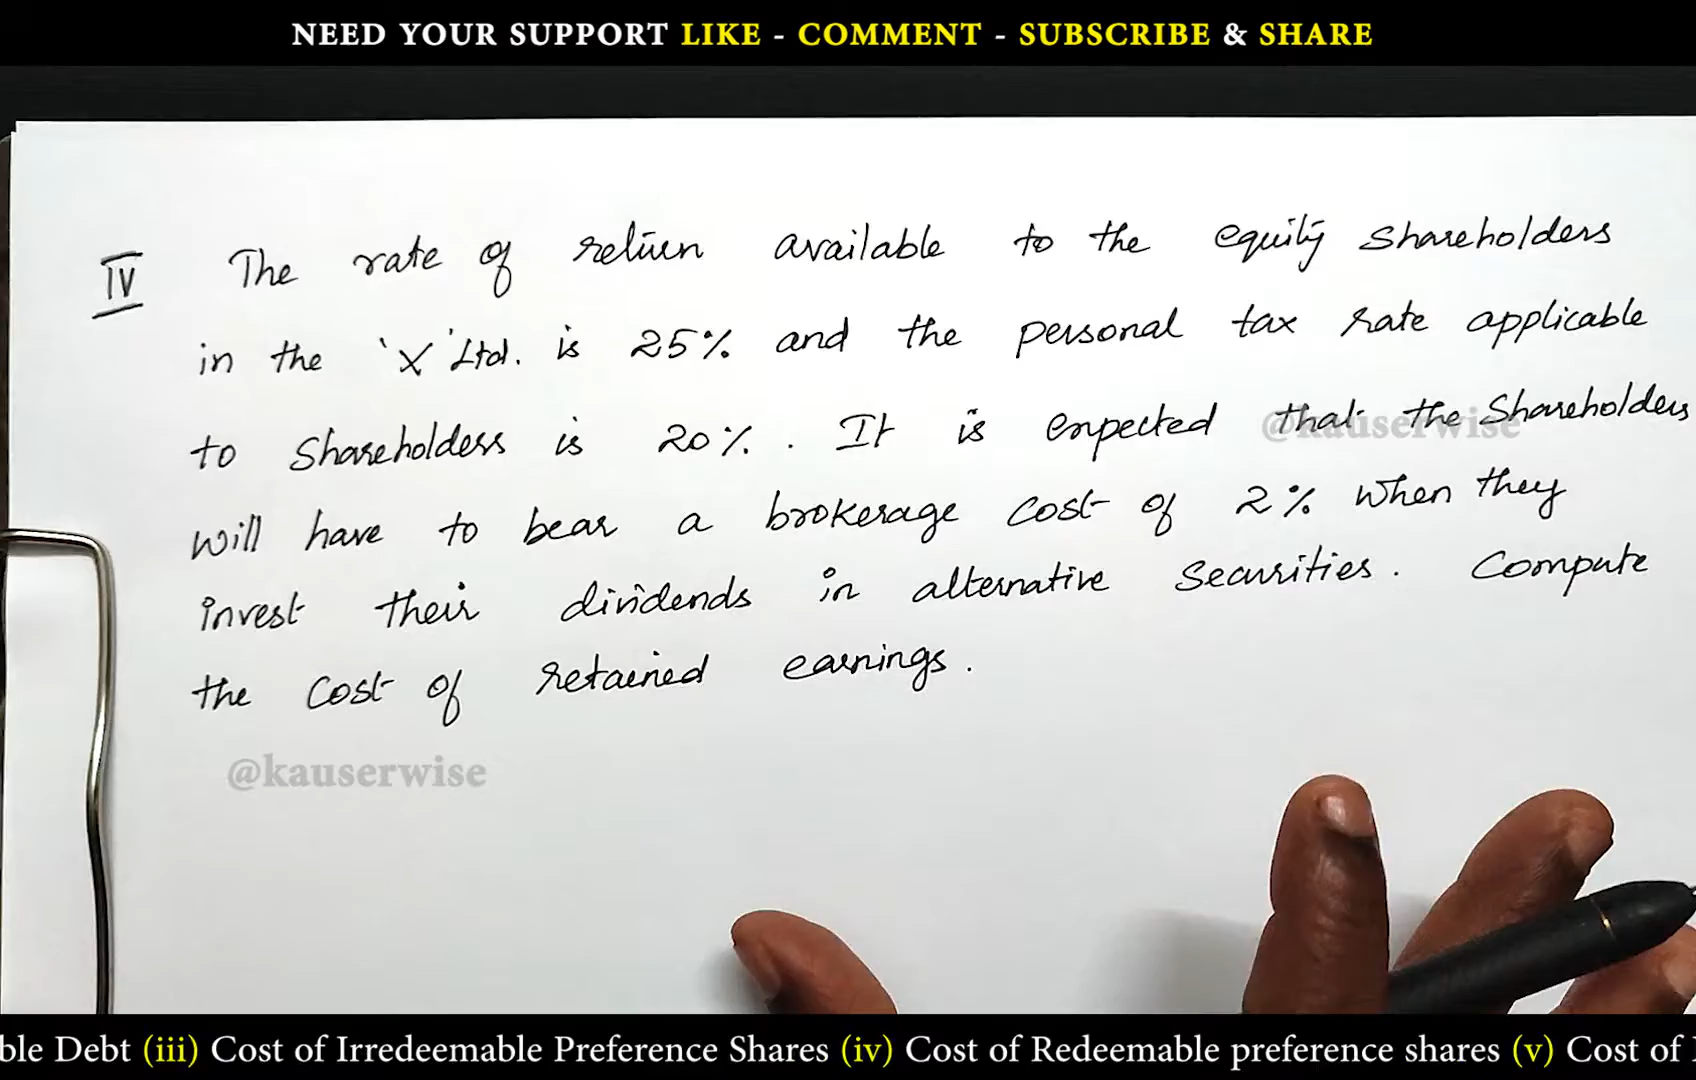 NEED YOUR SUPPORT LIKE - COMMENT - SUBSCRIBE & SHARE
IV The rate of return available to the equity shareholders
in the 'X' Ltd. is 25% and the personal tax rate applicable
to shareholders is 20%. It is expected that the shareholders
@kauserwise
will have to bear a brokerage cost of 2% when they
invest their dividends in alternative securities. Compute
the cost of retained earnings.
@kauserwise
ble Debt (iii) Cost of Irredeemable Preference Shares (iv) Cost of Redeemable preference shares (v) Cost of